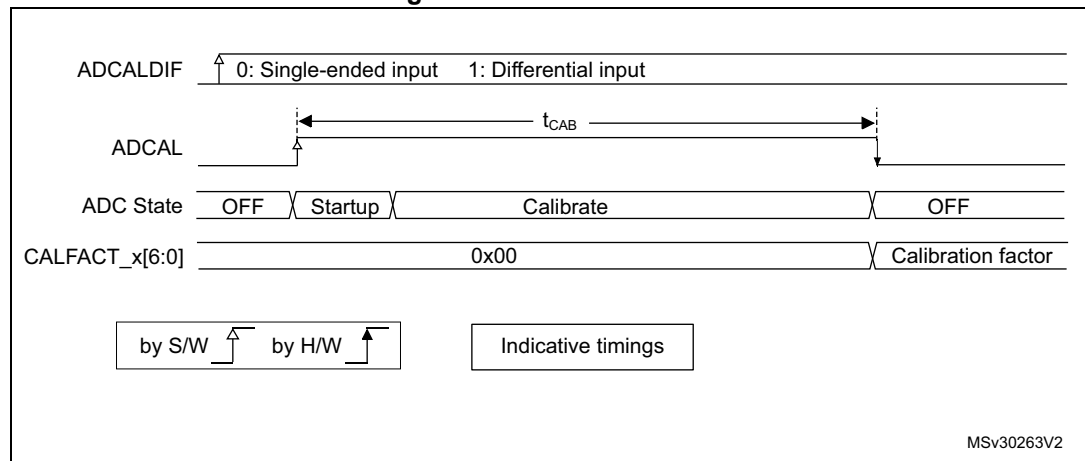 ADCALDIF 0: Single-ended input 1: Differential input
t_CAB
ADCAL
ADC State OFF Startup Calibrate OFF
CALFACT_x[6:0] 0x00 Calibration factor
by S/W by H/W Indicative timings
MSv30263V2